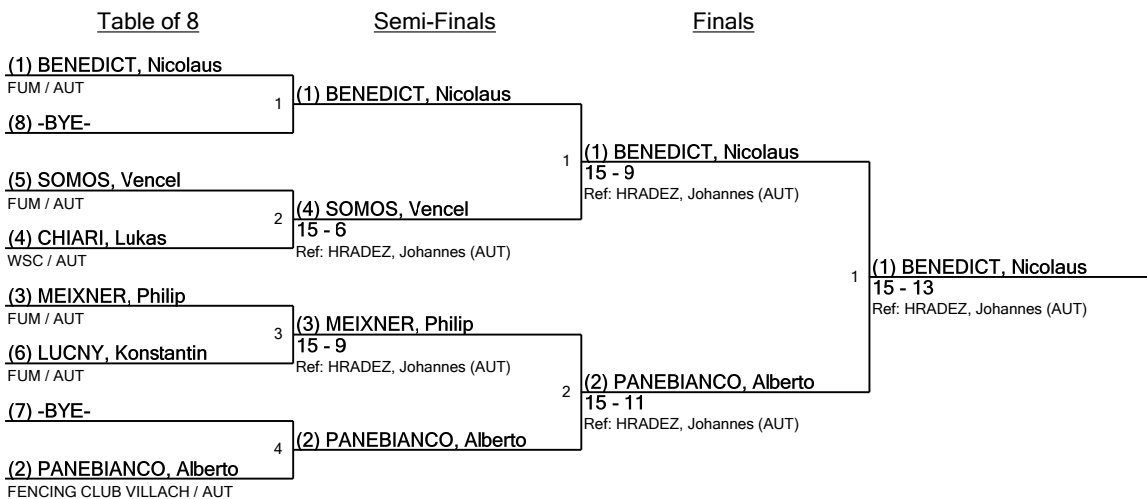 Table of 8
Semi-Finals
Finals
(1) BENEDICT, Nicolaus
FUM / AUT
1
(8) -BYE-
(5) SOMOS, Vencel
FUM / AUT
2
(4) CHIARI, Lukas
WSC / AUT
(3) MEIXNER, Philip
FUM / AUT
3
(6) LUCNY, Konstantin
FUM / AUT
(7) -BYE-
4
(2) PANEBIANCO, Alberto
FENCING CLUB VILLACH / AUT
(1) BENEDICT, Nicolaus
1
(4) SOMOS, Vencel
15 - 6
Ref: HRADEZ, Johannes (AUT)
(3) MEIXNER, Philip
15 - 9
Ref: HRADEZ, Johannes (AUT)
2
(2) PANEBIANCO, Alberto
(1) BENEDICT, Nicolaus
15 - 9
Ref: HRADEZ, Johannes (AUT)
1
(2) PANEBIANCO, Alberto
15 - 11
Ref: HRADEZ, Johannes (AUT)
(1) BENEDICT, Nicolaus
15 - 13
Ref: HRADEZ, Johannes (AUT)